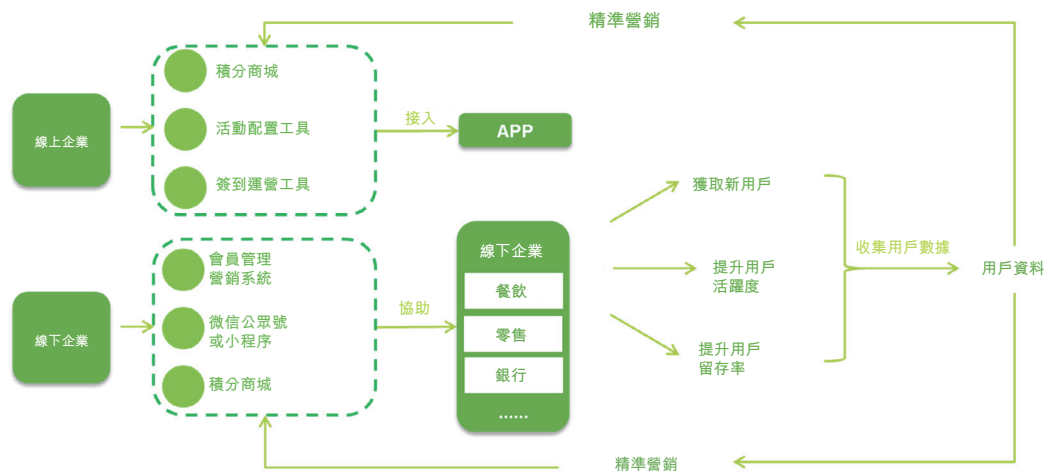 精準營銷
積分商城
線上企業
活動配置工具
接入
APP
簽到運營工具
獲取新用戶
線下企業
收集用戶數據
會員管理
營銷系統
提升用戶
活躍度
用戶資料
餐飲
線下企業
微信公眾號
或小程序
協助
零售
提升用戶
留存率
積分商城
銀行
......
精準營銷